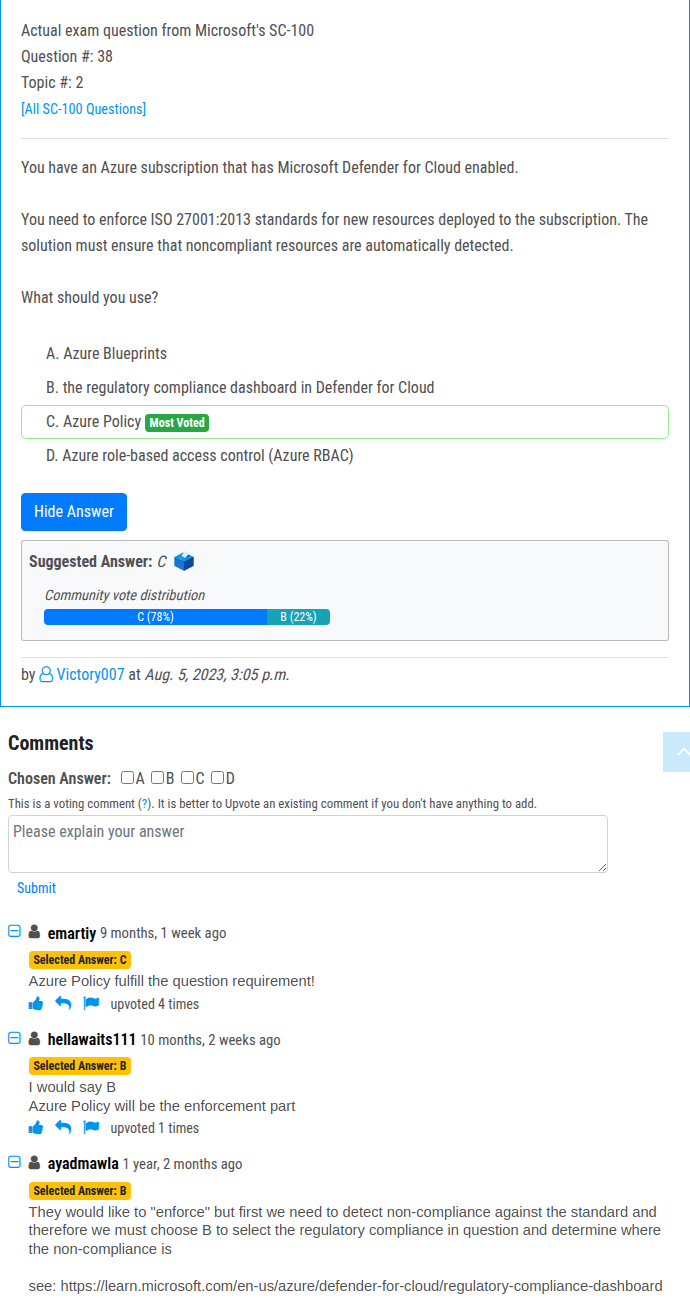 Actual exam question from Microsoft's SC-100
Question #: 38
Topic #: 2
[All SC-100 Questions]
You have an Azure subscription that has Microsoft Defender for Cloud enabled.
You need to enforce ISO 27001:2013 standards for new resources deployed to the subscription. The
solution must ensure that noncompliant resources are automatically detected.
What should you use?
A. Azure Blueprints
B. the regulatory compliance dashboard in Defender for Cloud
C. Azure Policy Most Voted
D. Azure role-based access control (Azure RBAC)
Hide Answer
Suggested Answer: C
Community vote distribution
C (78%) B (22%)
by Victory007 at Aug. 5, 2023, 3:05 p.m.
Comments
Chosen Answer: A B C D
This is a voting comment (?). It is better to Upvote an existing comment if you don't have anything to add.
Please explain your answer
Submit
emartiy 9 months, 1 week ago
Selected Answer: C
Azure Policy fulfill the question requirement!
upvoted 4 times
hellawaits111 10 months, 2 weeks ago
Selected Answer: B
I would say B
Azure Policy will be the enforcement part
upvoted 1 times
ayadmawla 1 year, 2 months ago
Selected Answer: B
They would like to "enforce" but first we need to detect non-compliance against the standard and
therefore we must choose B to select the regulatory compliance in question and determine where
the non-compliance is
see: https://learn.microsoft.com/en-us/azure/defender-for-cloud/regulatory-compliance-dashboard